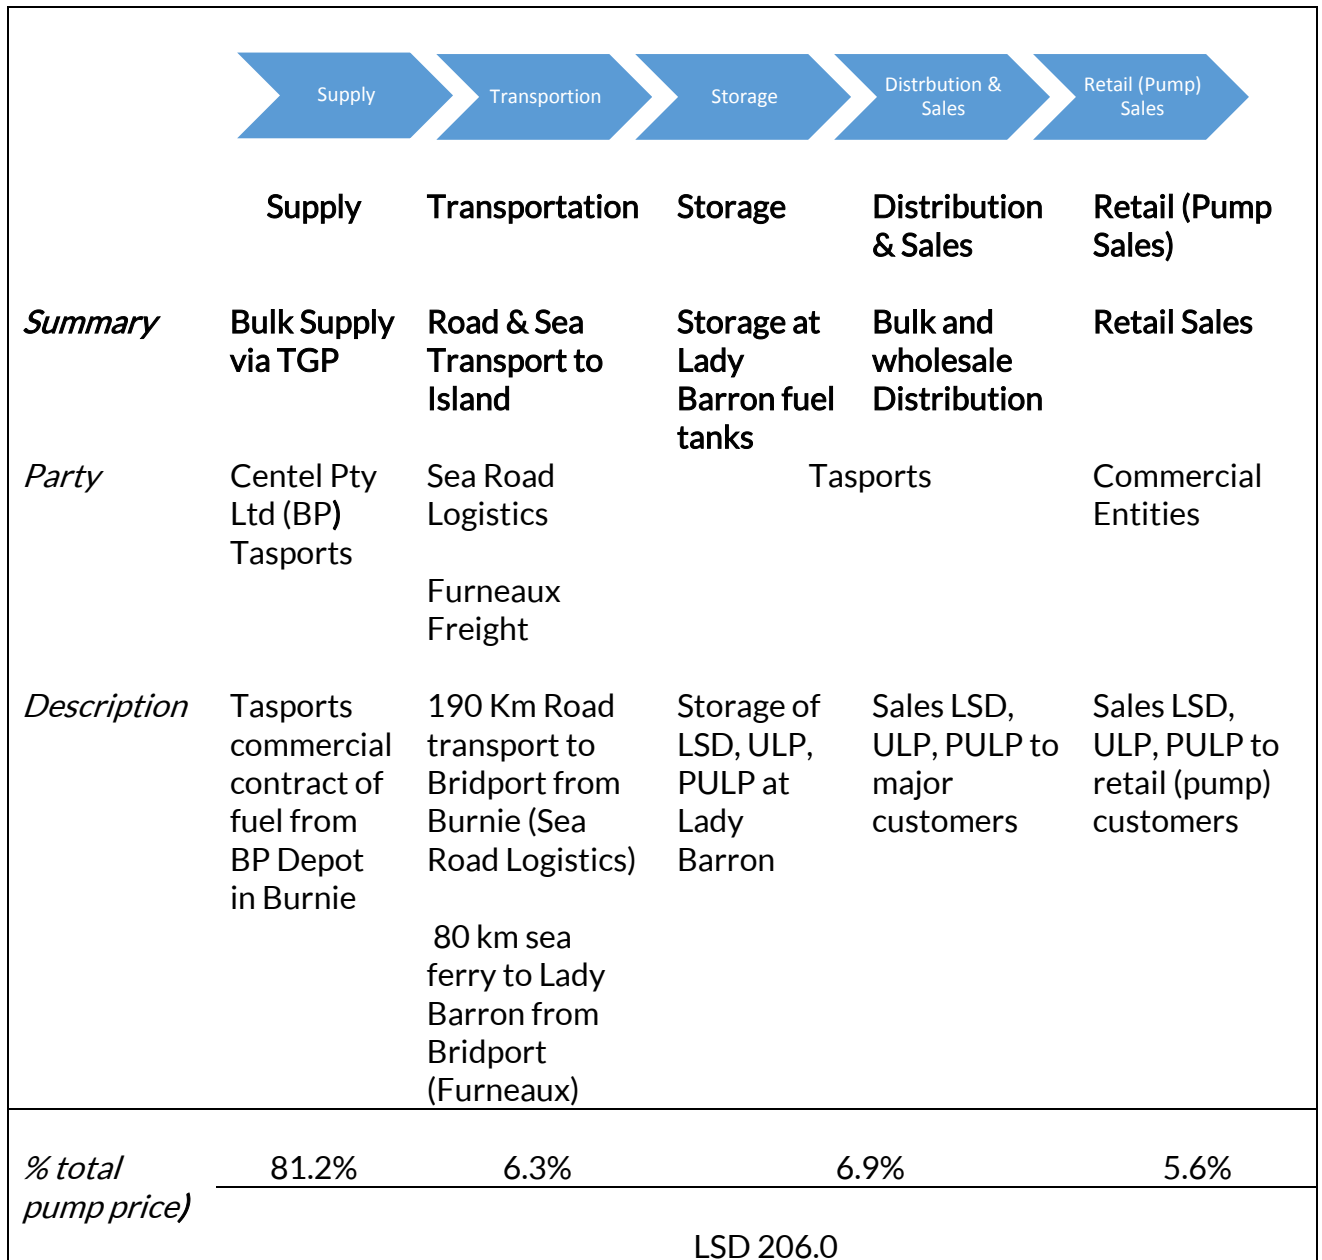 Supply
Transportion
Storage
Distrbution &
Sales
Retail (Pump)
Sales
Supply
Transportation
Storage
Distribution
& Sales
Retail (Pump
Sales)
Summary
Bulk Supply
via TGP
Road & Sea
Transport to
Island
Storage at
Lady
Barron fuel
tanks
Bulk and
wholesale
Distribution
Retail Sales
Party
Centel Pty
Ltd (BP)
Tasports
Sea Road
Logistics
Furneaux
Freight
Tasports
Commercial
Entities
Description
Tasports
commercial
contract of
fuel from
BP Depot
in Burnie
190 Km Road
transport to
Bridport from
Burnie (Sea
Road Logistics)
80 km sea
ferry to Lady
Barron from
Bridport
(Furneaux)
Storage of
LSD, ULP,
PULP at
Lady
Barron
Sales LSD,
ULP, PULP to
major
customers
Sales LSD,
ULP, PULP to
retail (pump)
customers
% total
pump price)
81.2%
6.3%
6.9%
5.6%
LSD 206.0